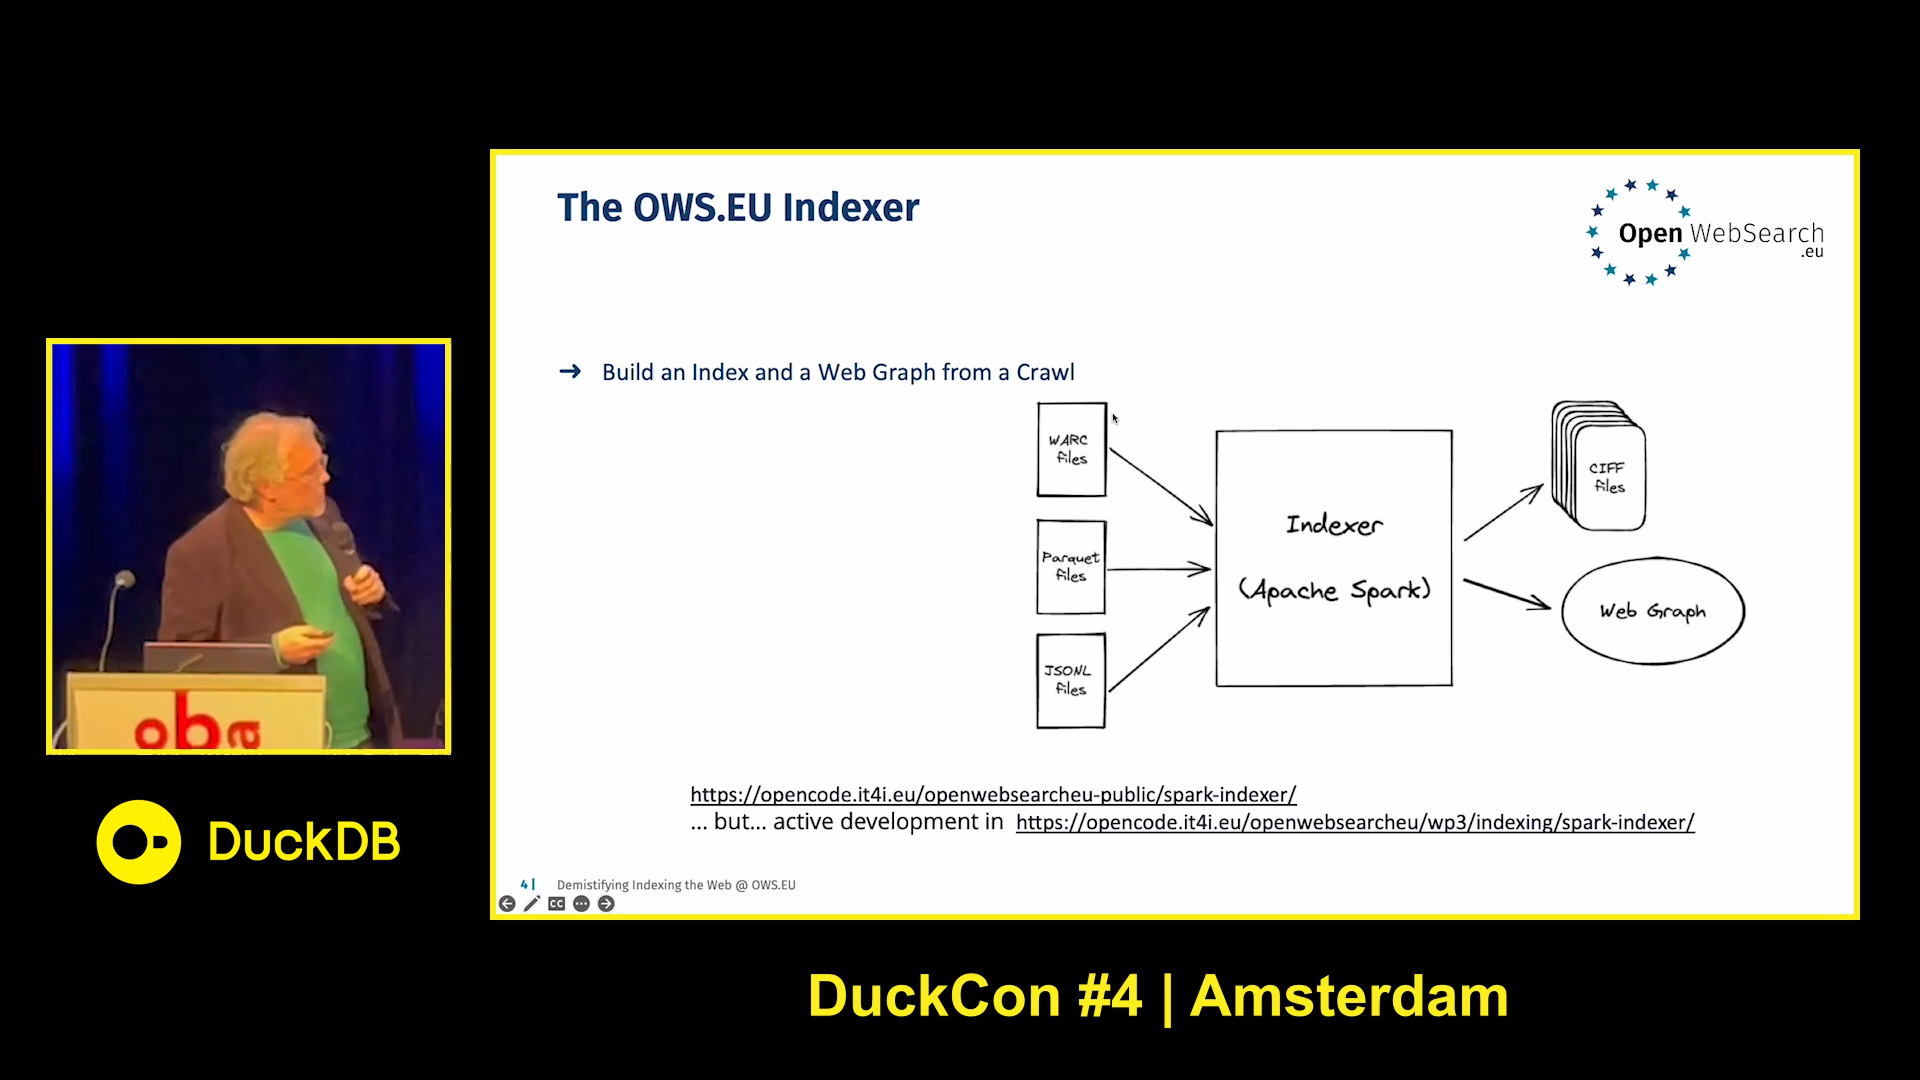 The OWS.EU Indexer
Open WebSearch
.eu
➔ Build an Index and a Web Graph from a Crawl
WARC
files
Parquet
files
JSONL
files
Indexer
(Apache Spark)
CIFF
files
Web Graph
https://opencode.it4i.eu/openwebsearcheu-public/spark-indexer/
... but... active development in https://opencode.it4i.eu/openwebsearcheu/wp3/indexing/spark-indexer/
4 | Demistifying Indexing the Web @ OWS.EU
CC
oba
DuckDB
DuckCon #4 | Amsterdam